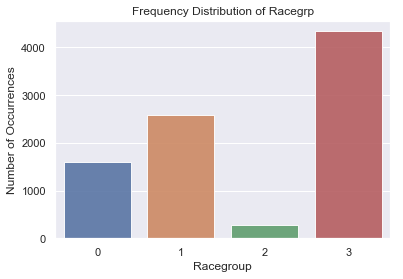 Frequency Distribution of Racegrp
4000
3000
2000
1000
0
Number of Occurrences
0 1 2 3
Racegroup